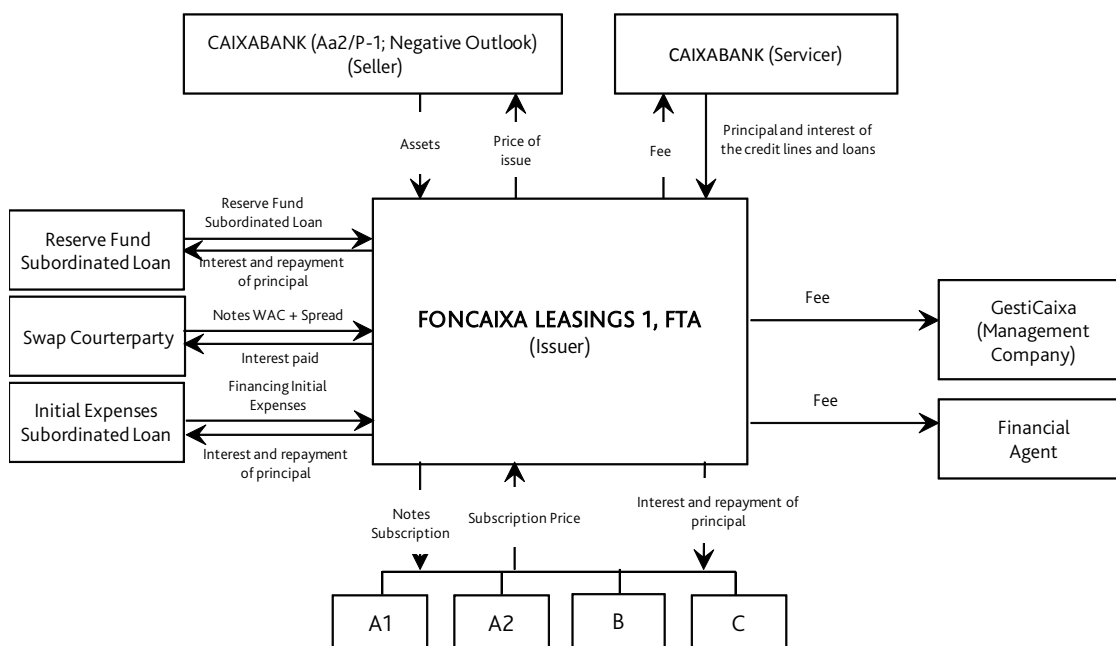 CAIXABANK (Aa2/P-1; Negative Outlook)
(Seller)
CAIXABANK (Servicer)
Assets
Price of
issue
Fee
Principal and interest of
the credit lines and loans
Reserve Fund
Subordinated Loan
Reserve Fund
Subordinated Loan
Interest and repayment
of principal
Swap Courterparty
Notes WAC + Spread
Interest paid
Initial Expenses
Subordinated Loan
Financing Initial
Expenses
Interest and repayment
of principal
FONCAIXA LEASINGS 1, FTA
(Issuer)
Fee
GestiCaixa
(Management
Company)
Fee
Financial
Agent
Notes
Subscription
Subscription Price
Interest and repayment of
principal
A1
A2
B
C